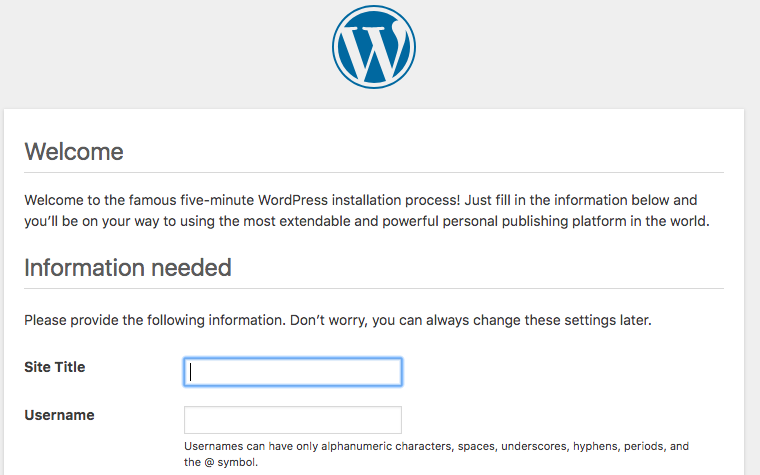 Welcome
Welcome to the famous five-minute WordPress installation process! Just fill in the information below and
you’ll be on your way to using the most extendable and powerful personal publishing platform in the world.
Information needed
Please provide the following information. Don’t worry, you can always change these settings later.
Site Title
Username
Usernames can have only alphanumeric characters, spaces, underscores, hyphens, periods, and
the @ symbol.